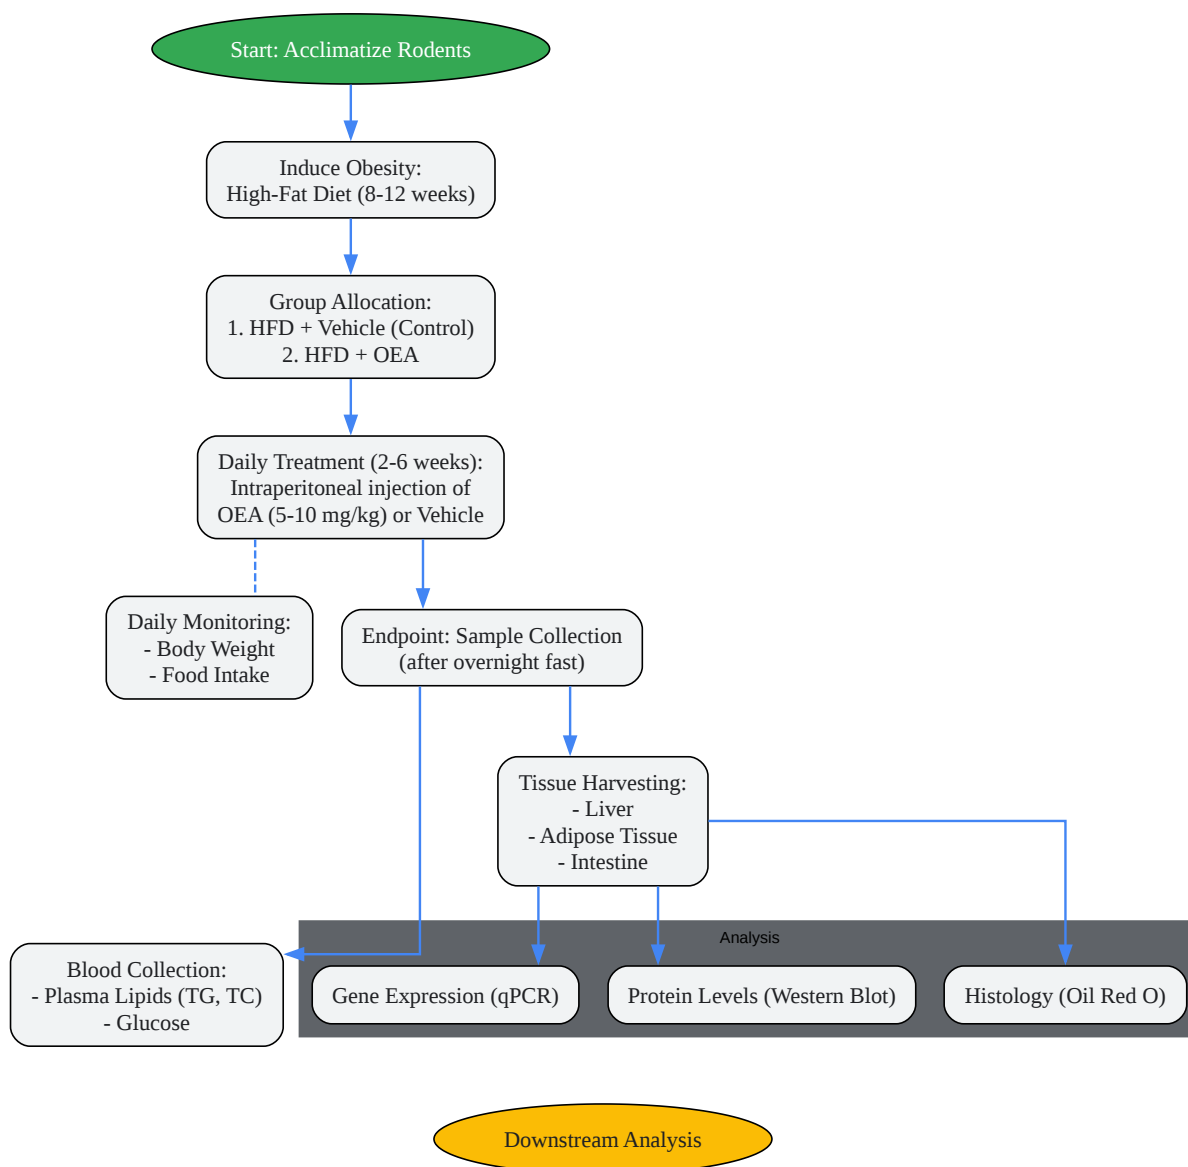 Start: Acclimatize Rodents
Induce Obesity:
High-Fat Diet (8-12 weeks)
Group Allocation:
1. HFD + Vehicle (Control)
2. HFD + OEA
Daily Treatment (2-6 weeks):
Intraperitoneal injection of
OEA (5-10 mg/kg) or Vehicle
Daily Monitoring:
- Body Weight
- Food Intake
Endpoint: Sample Collection
(after overnight fast)
Tissue Harvesting:
- Liver
- Adipose Tissue
- Intestine
Analysis
Blood Collection:
- Plasma Lipids (TG, TC)
- Glucose
Gene Expression (qPCR)
Protein Levels (Western Blot)
Histology (Oil Red O)
Downstream Analysis